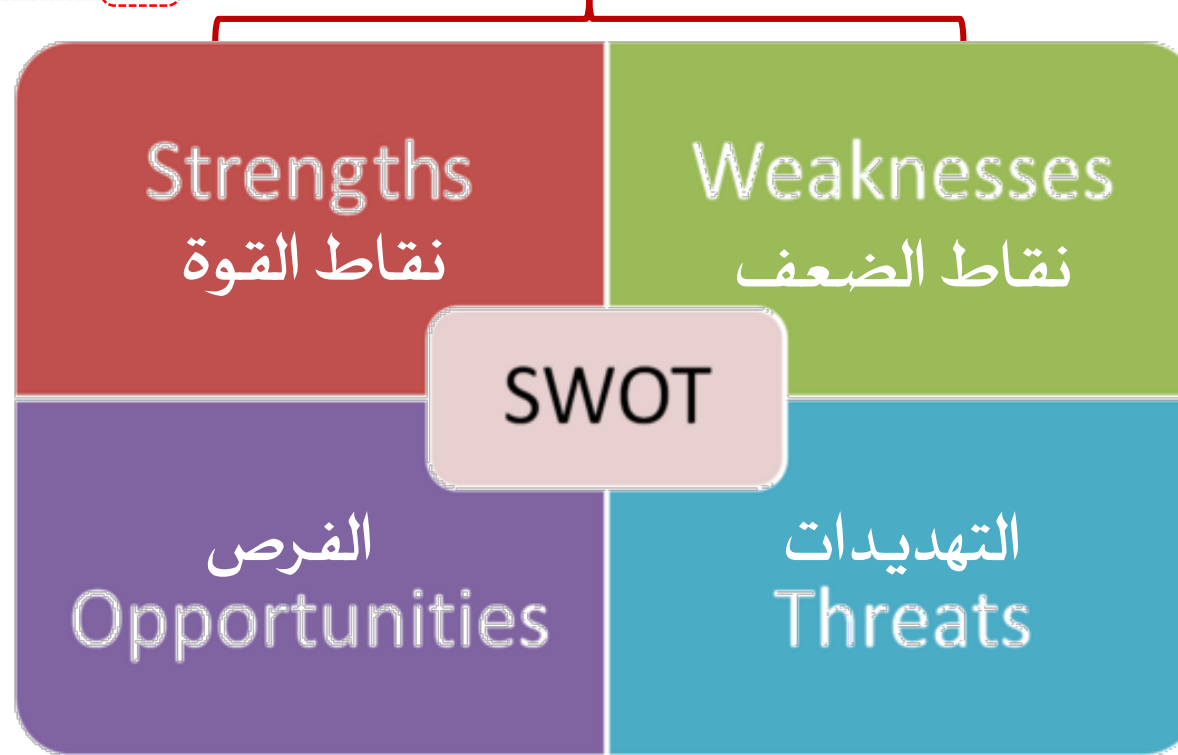 Strengths
نقاط القوة
Weaknesses
نقاط الضعف
SWOT
الفرص
Opportunities
التهديدات
Threats